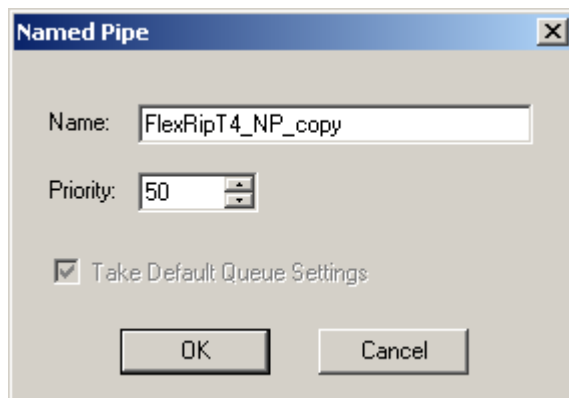 Named Pipe
Name: FlexRipT4_NP_copy
Priority: 50
Take Default Queue Settings
OK Cancel